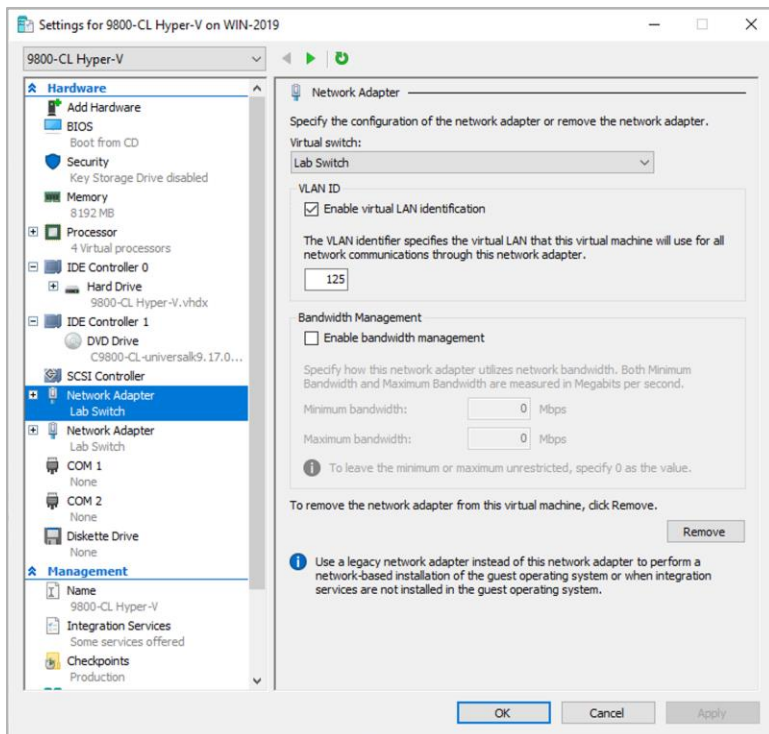 Settings for 9800-CL Hyper-V on WIN-2019
9800-CL Hyper-V
Hardware
Add Hardware
BIOS
Boot from CD
Security
Key Storage Drive disabled
Memory
8192 MB
Processor
4 Virtual processors
IDE Controller 0
Hard Drive
9800-CL Hyper-V.vhdx
IDE Controller 1
DVD Drive
C9800-CL-universalk9.17.0...
SCSI Controller
Network Adapter
Lab Switch
Network Adapter
Lab Switch
COM 1
None
COM 2
None
Diskette Drive
None
Management
Name
9800-CL Hyper-V
Integration Services
Some services offered
Checkpoints
Production
Network Adapter
Specify the configuration of the network adapter or remove the network adapter.
Virtual switch:
Lab Switch
VLAN ID
Enable virtual LAN identification
The VLAN identifier specifies the virtual LAN that this virtual machine will use for all
network communications through this network adapter.
125
Bandwidth Management
Enable bandwidth management
Specify how this network adapter utilizes network bandwidth. Both Minimum
Bandwidth and Maximum Bandwidth are measured in Megabits per second.
Minimum bandwidth: 0 Mbps
Maximum bandwidth: 0 Mbps
To leave the minimum or maximum unrestricted, specify 0 as the value.
To remove the network adapter from this virtual machine, click Remove.
Remove
Use a legacy network adapter instead of this network adapter to perform a
network-based installation of the guest operating system or when integration
services are not installed in the guest operating system.
OK Cancel Apply